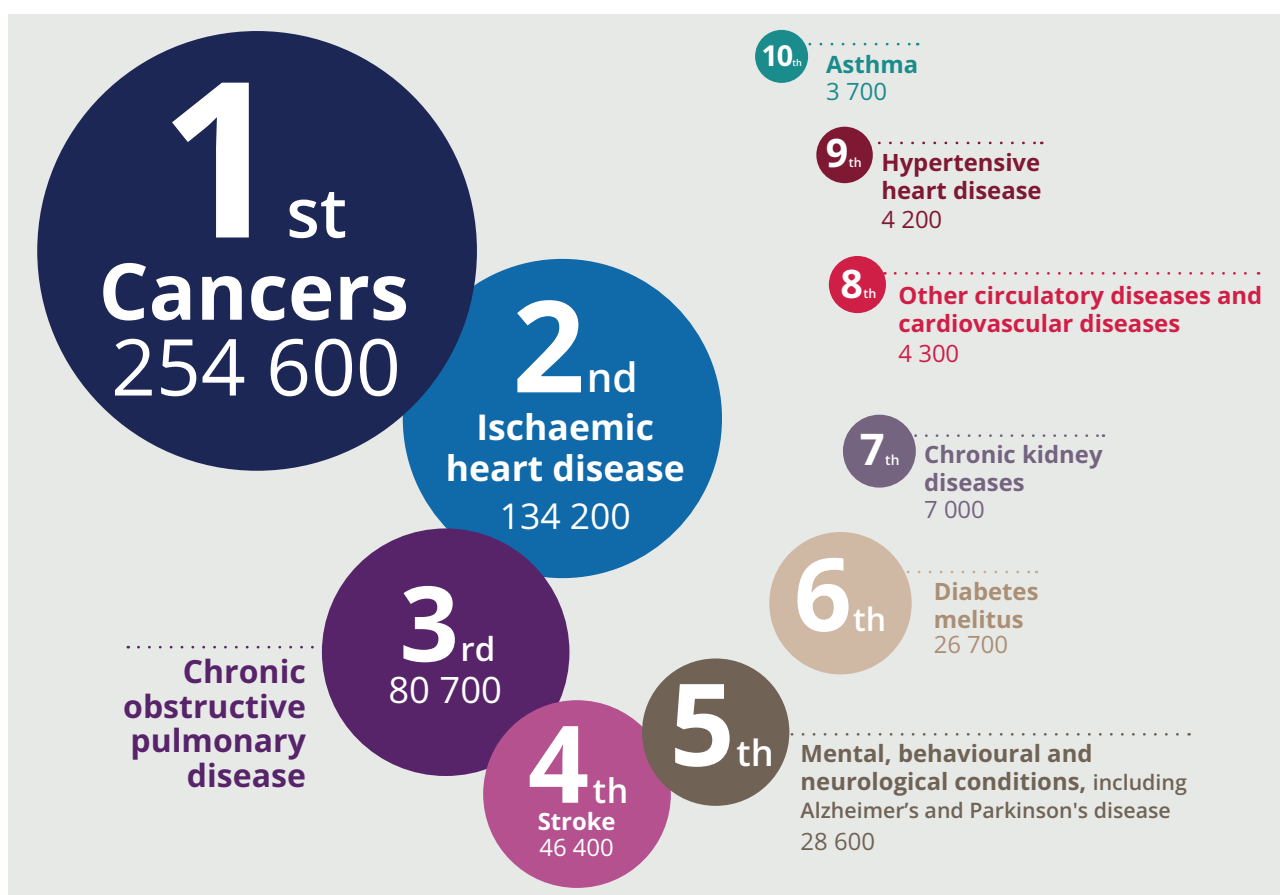 1st
Cancers
254 600
2nd
Ischaemic
heart disease
134 200
3rd
80 700
Chronic
obstructive
pulmonary
disease
4th
Stroke
46 400
5th
Mental, behavioural and
neurological conditions, including
Alzheimer’s and Parkinson's disease
28 600
6th
Diabetes
melitus
26 700
7th
Chronic kidney
diseases
7 000
8th
Other circulatory diseases and
cardiovascular diseases
4 300
9th
Hypertensive
heart disease
4 200
10th
Asthma
3 700